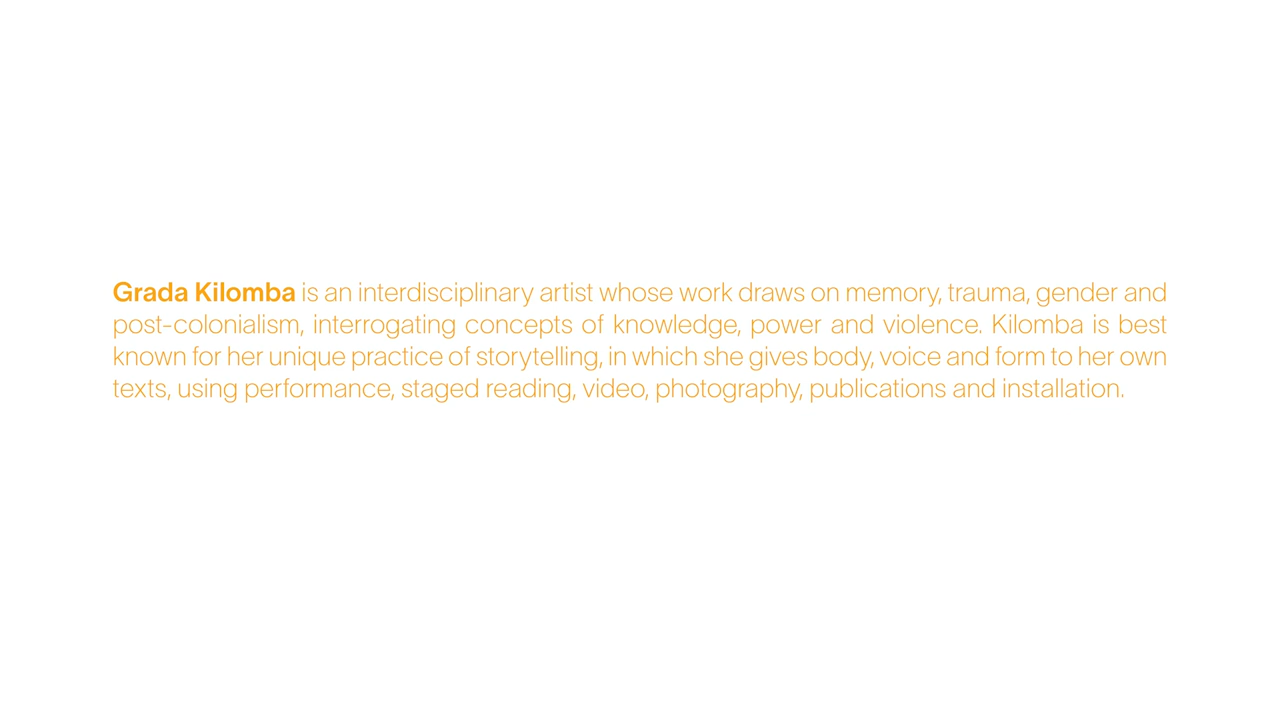 Grada Kilomba is an interdisciplinary artist whose work draws on memory, trauma, gender and
post-colonialism, interrogating concepts of knowledge, power and violence. Kilomba is best
known for her unique practice of storytelling, in which she gives body, voice and form to her own
texts, using performance, staged reading, video, photography, publications and installation.